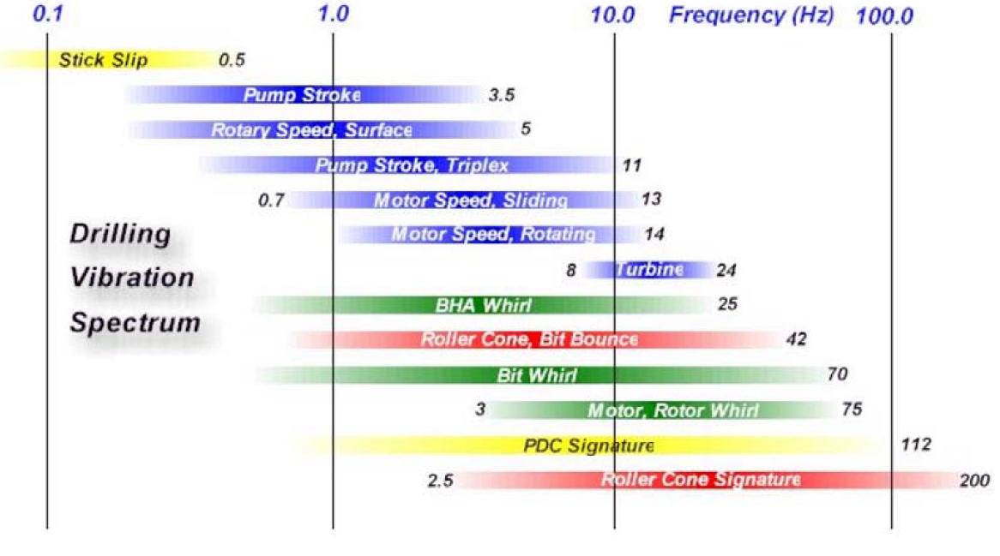 0.1 1.0 10.0 Frequency (Hz) 100.0
Stick Slip 0.5
Pump Stroke 3.5
Rotary Speed, Surface 5
Pump Stroke, Triplex 11
0.7 Motor Speed, Sliding 13
Drilling
Motor Speed, Rotating 14
Vibration
8 Turbine 24
BHA Whirl 25
Spectrum
Roller Cone, Bit Bounce 42
Bit Whirl 70
3 Motor, Rotor Whirl 75
PDC Signature 112
2.5 Roller Cone Signature 200